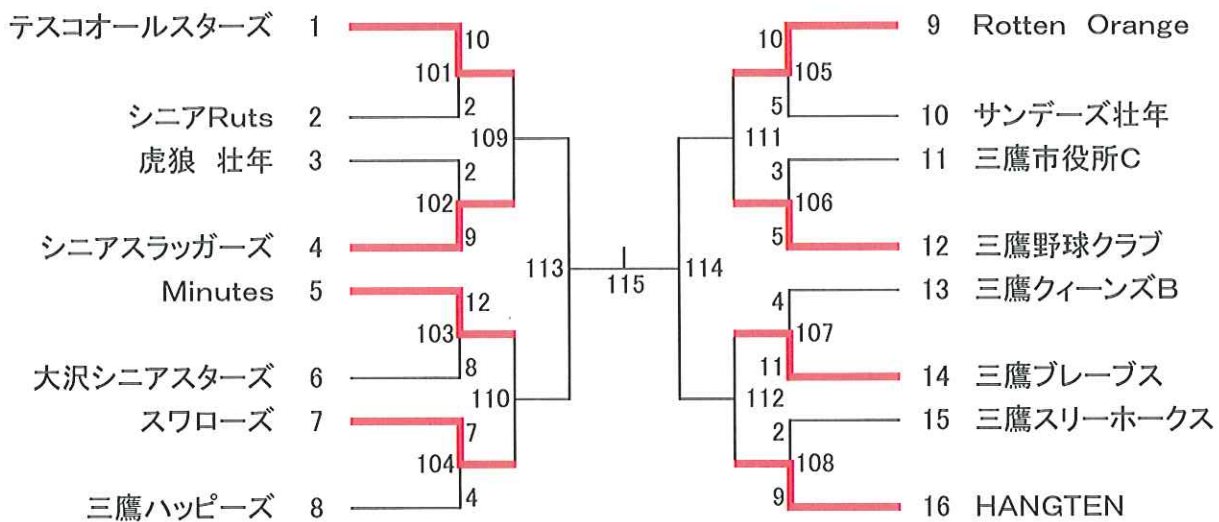 テスコオールスターズ 1
10
101
2
シニアRuts 2
109
虎狼 壮年 3
2
102
9
シニアスラッガーズ 4
113
Minutes 5
12
103
8
大沢シニアスターズ 6
110
スワローズ 7
7
104
4
三鷹ハッピーズ 8
115
9 Rotten Orange
10
105
5
10 サンデーズ壮年
111
11 三鷹市役所C
3
106
5
12 三鷹野球クラブ
114
13 三鷹クィーンズB
4
107
11
14 三鷹ブレーブス
112
15 三鷹スリーホークス
2
108
9
16 HANGTEN